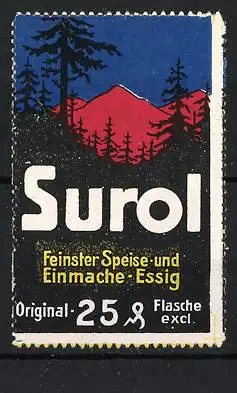 Surol
Feinster Speise- und
Einmache-Essig
Original- 25 ₰ Flasche
excl.